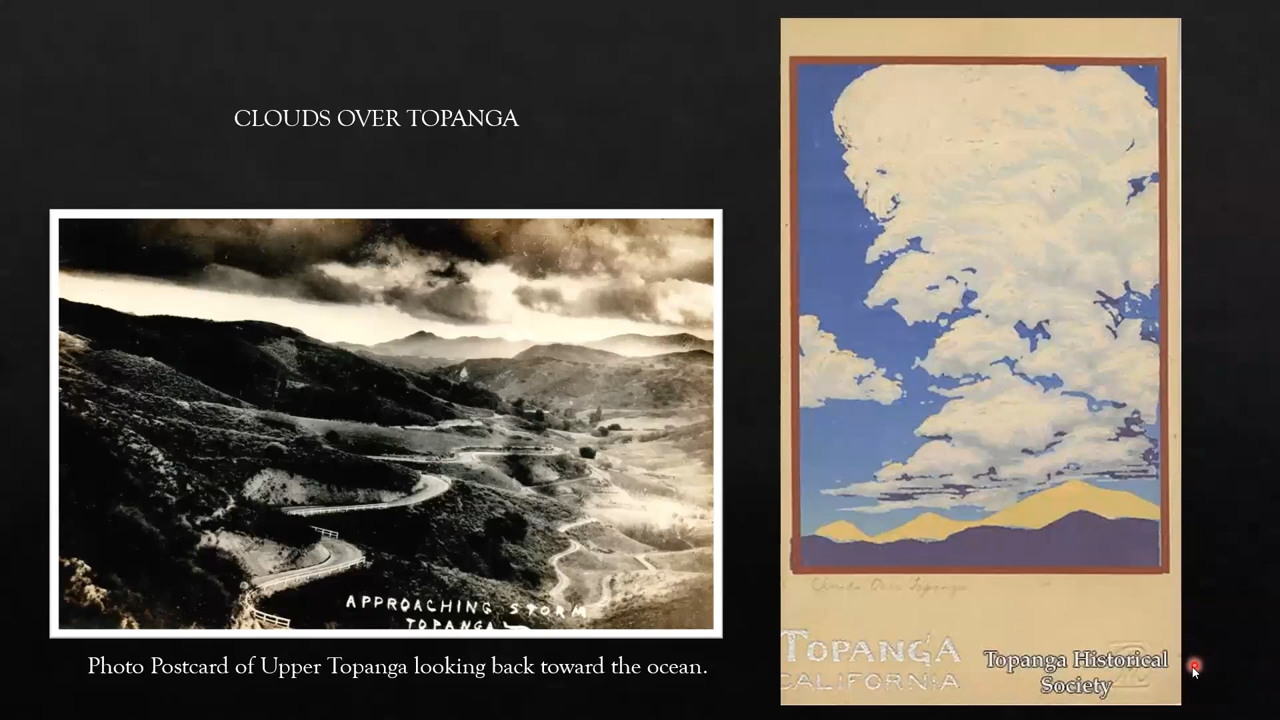 CLOUDS OVER TOPANGA
APPROACHING STORM
TOPANGA
Photo Postcard of Upper Topanga looking back toward the ocean.
Clouds Over Topanga
TOPANGA
CALIFORNIA
Topanga Historical
Society